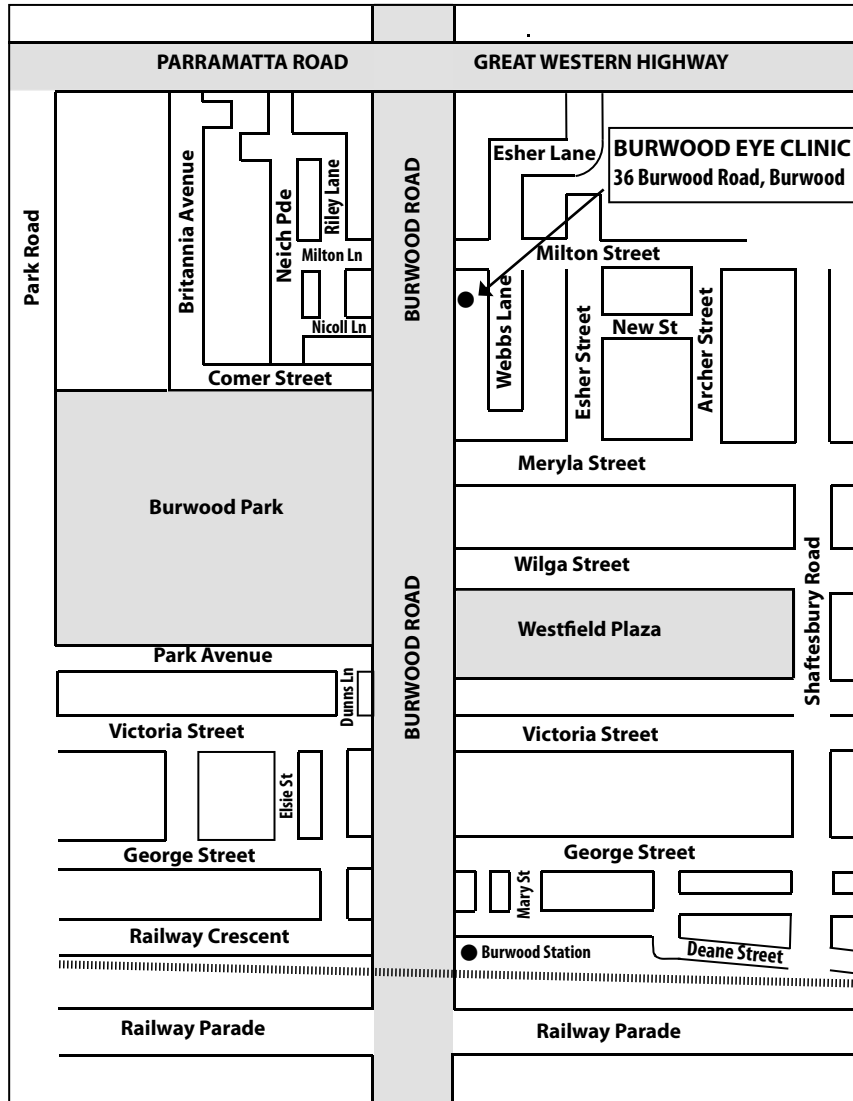 PARRAMATTA ROAD
GREAT WESTERN HIGHWAY
Esher Lane
BURWOOD EYE CLINIC
36 Burwood Road, Burwood
Park Road
Britannia Avenue
Neich Pde
Riley Lane
BURWOOD ROAD
Milton Ln
Milton Street
Nicoll Ln
Webbs Lane
Esher Street
New St
Archer Street
Comer Street
Meryla Street
Burwood Park
Wilga Street
BURWOOD ROAD
Westfield Plaza
Shaftesbury Road
Park Avenue
Dunns Ln
Victoria Street
Victoria Street
Elsie St
George Street
George Street
Mary St
Railway Crescent
Burwood Station
Deane Street
Railway Parade
Railway Parade